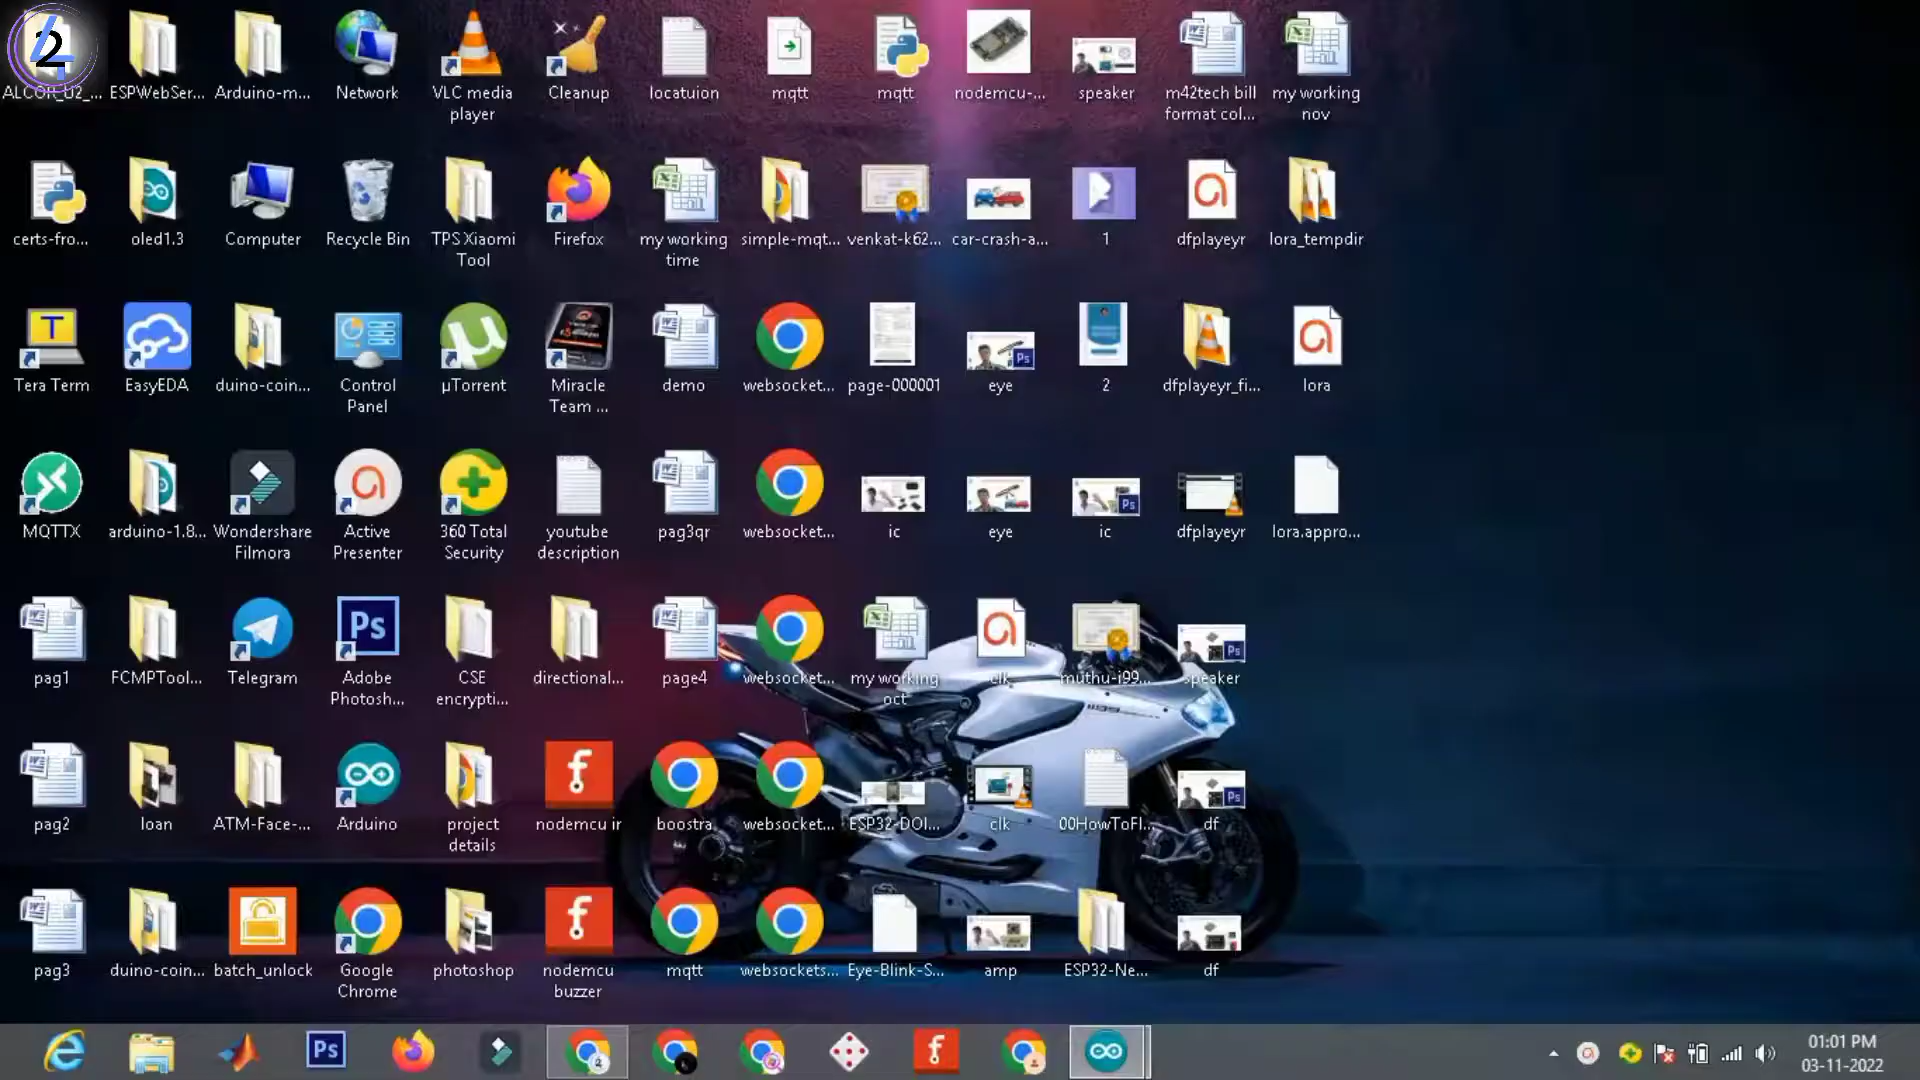 ALCOR_U2_...
ESPWebSer...
Arduino-m...
Network
VLC media
player
Cleanup
locatuion
mqtt
mqtt
nodemcu-...
speaker
m42tech bill
format col...
my working
nov
certs-fro...
oled1.3
Computer
Recycle Bin
TPS Xiaomi
Tool
Firefox
my working
time
simple-mqt...
venkat-k62...
car-crash-a...
1
dfplayeyr
lora_tempdir
Tera Term
EasyEDA
duino-coin...
Control
Panel
µTorrent
Miracle
Team ...
demo
websocket...
page-000001
eye
2
dfplayeyr_fi...
lora
MQTTX
arduino-1.8...
Wondershare
Filmora
Active
Presenter
360 Total
Security
youtube
description
pag3qr
websocket...
ic
eye
ic
dfplayeyr
lora.appro...
pag1
FCMPTool...
Telegram
Ps
Adobe
Photosh...
CSE
encrypti...
directional...
page4
websocket...
my working
oct
clk
muthu-i99...
speaker
pag2
loan
ATM-Face-...
Arduino
project
details
nodemcu ir
boostra
websocket...
ESP32-DOI...
clk
00HowToFl...
df
pag3
duino-coin...
batch_unlock
Google
Chrome
photoshop
nodemcu
buzzer
mqtt
websockets...
Eye-Blink-S...
amp
ESP32-Ne...
df
Ps
01:01 PM
03-11-2022